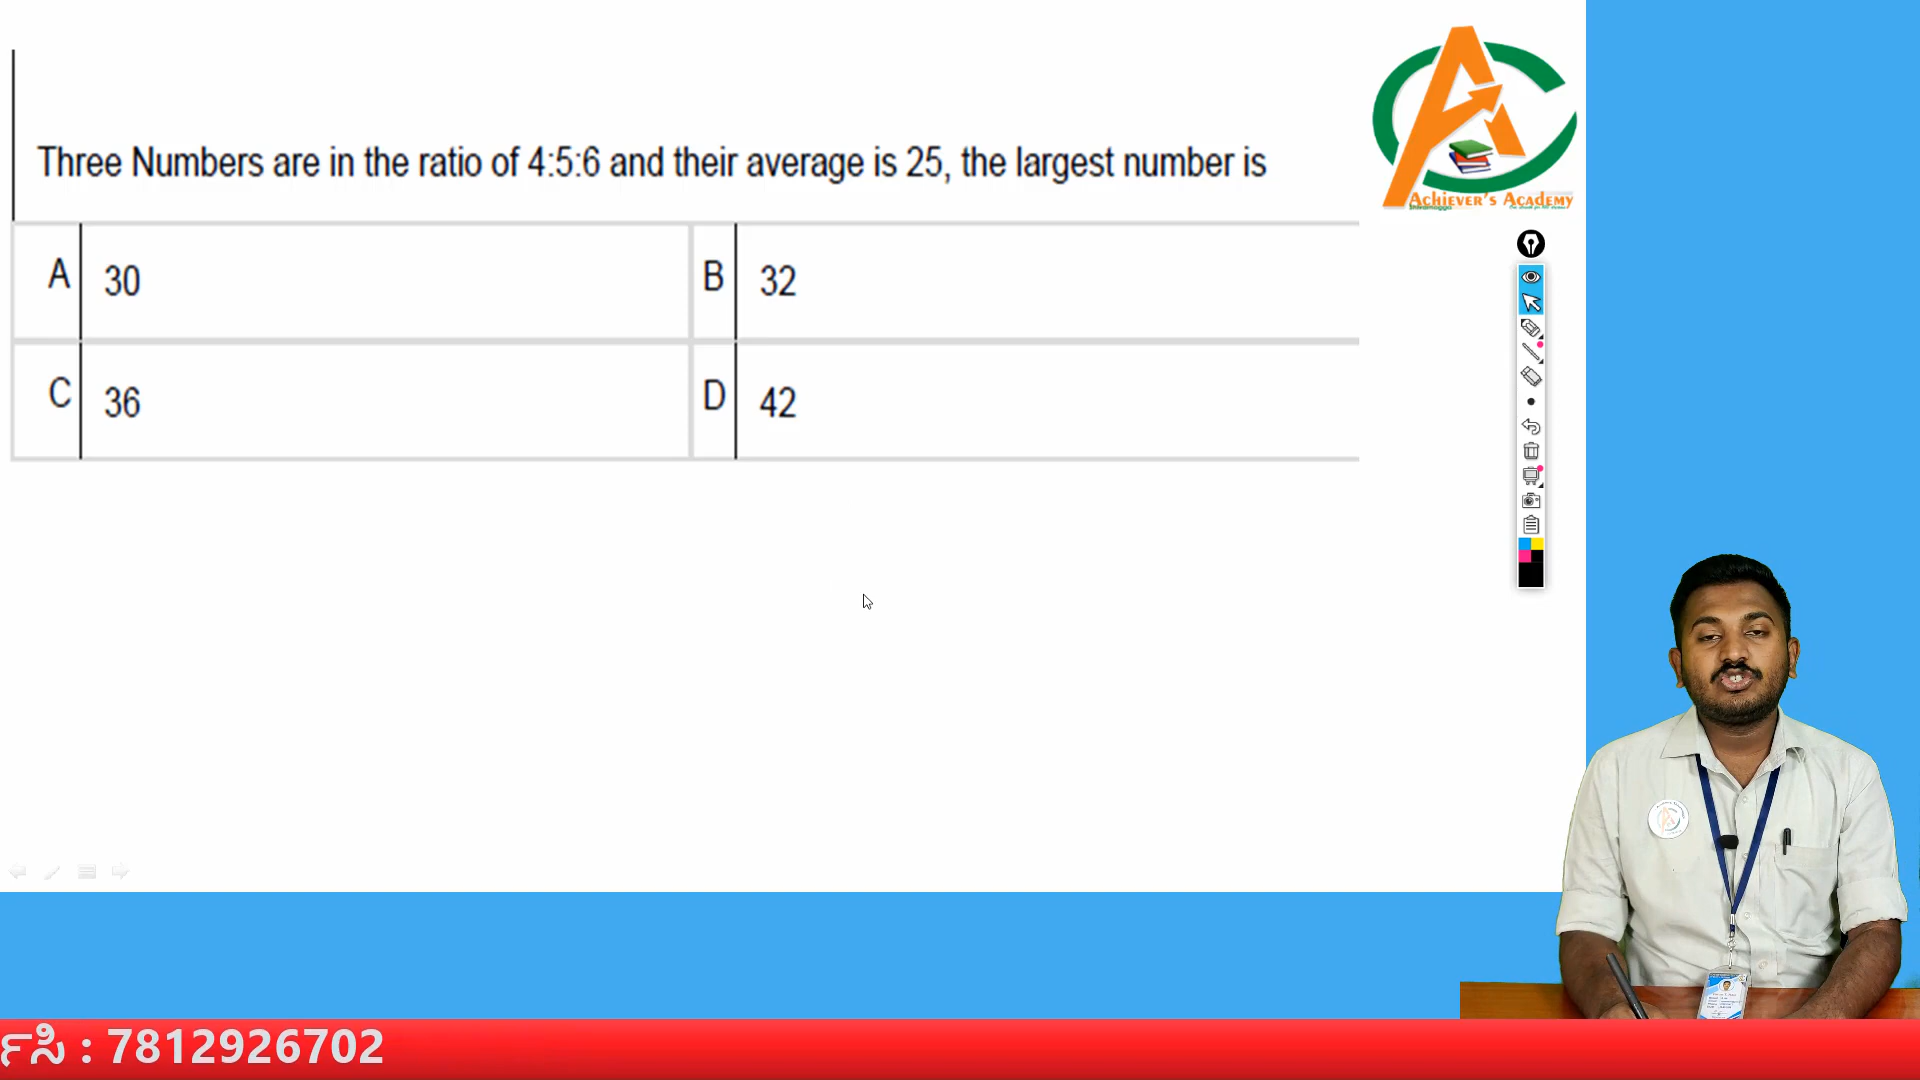 Three Numbers are in the ratio of 4:5:6 and their average is 25, the largest number is
A 30
B 32
C 36
D 42
ACHIEVER'S ACADEMY
Shivamogga
ರ್ಕಿಸಿ : 7812926702